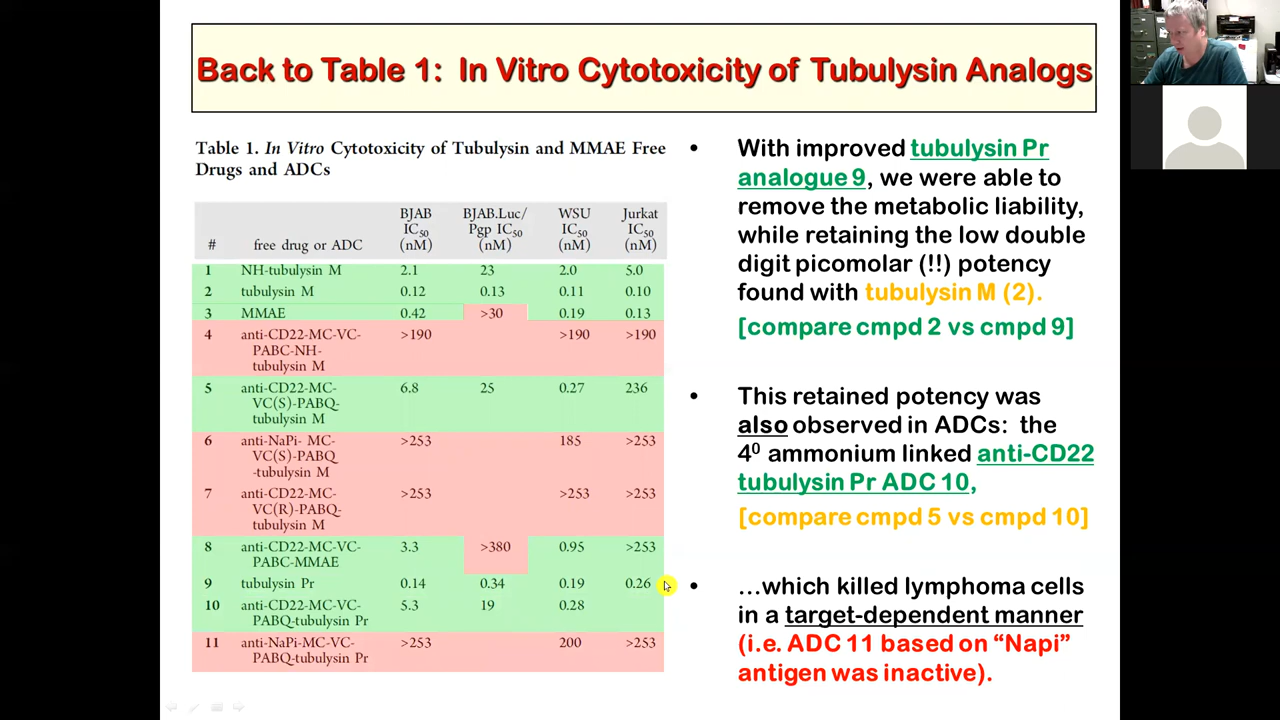 Back to Table 1: In Vitro Cytotoxicity of Tubulysin Analogs
Table 1. In Vitro Cytotoxicity of Tubulysin and MMAE Free
Drugs and ADCs
# free drug or ADC BJAB IC50 (nM) BJAB.Luc/Pgp IC50 (nM) WSU IC50 (nM) Jurkat IC50 (nM)
1 NH-tubulysin M 2.1 23 2.0 5.0
2 tubulysin M 0.12 0.13 0.11 0.10
3 MMAE 0.42 >30 0.19 0.13
4 anti-CD22-MC-VC- >190 >190 >190
PABC-NH-
tubulysin M
5 anti-CD22-MC- 6.8 25 0.27 236
VC(S)-PABQ-
tubulysin M
6 anti-NaPi- MC- >253 185 >253
VC(S)-PABQ
-tubulysin M
7 anti-CD22-MC- >253 >253 >253
VC(R)-PABQ-
tubulysin M
8 anti-CD22-MC-VC- 3.3 >380 0.95 >253
PABC-MMAE
9 tubulysin Pr 0.14 0.34 0.19 0.26
10 anti-CD22-MC-VC- 5.3 19 0.28
PABQ-tubulysin Pr
11 anti-NaPi-MC-VC- >253 200 >253
PABQ-tubulysin Pr
• With improved tubulysin Pr
analogue 9, we were able to
remove the metabolic liability,
while retaining the low double
digit picomolar (!!) potency
found with tubulysin M (2).
[compare cmpd 2 vs cmpd 9]
• This retained potency was
also observed in ADCs: the
4⁰ ammonium linked anti-CD22
tubulysin Pr ADC 10,
[compare cmpd 5 vs cmpd 10]
• …which killed lymphoma cells
in a target-dependent manner
(i.e. ADC 11 based on “Napi”
antigen was inactive).